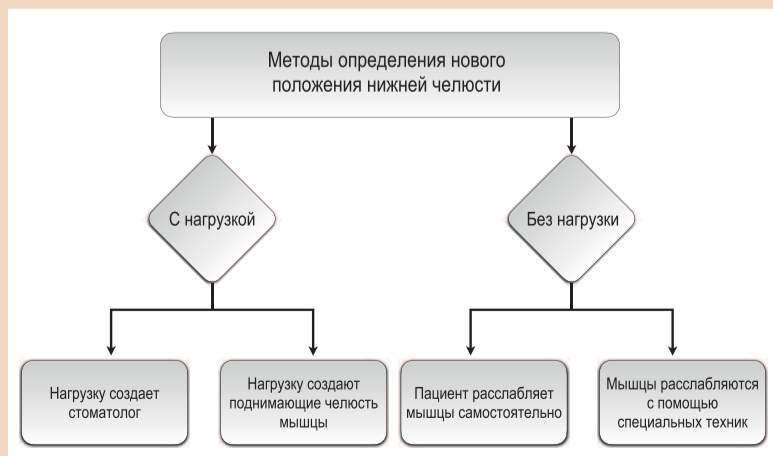 Методы определения нового
положения нижней челюсти
С нагрузкой
Без нагрузки
Нагрузку создает
стоматолог
Нагрузку создают
поднимающие челюсть
мышцы
Пациент расслабляет
мышцы самостоятельно
Мышцы расслабляются
с помощью
специальных техник